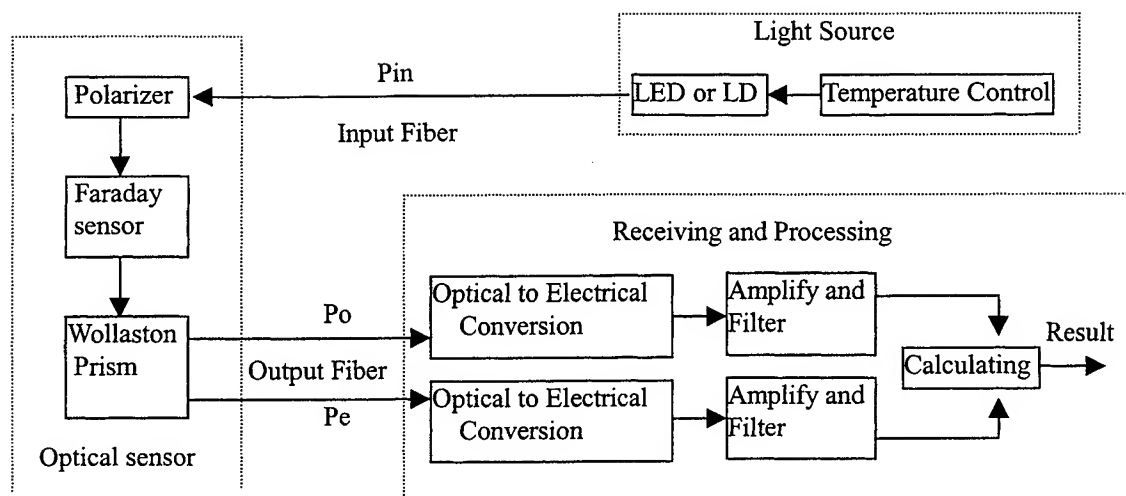 Light Source
Pin
Polarizer
LED or LD
Temperature Control
Input Fiber
Faraday
sensor
Receiving and Processing
Optical to Electrical
Conversion
Amplify and
Filter
Po
Wollaston
Prism
Result
Output Fiber
Calculating
Pe
Optical to Electrical
Conversion
Amplify and
Filter
Optical sensor